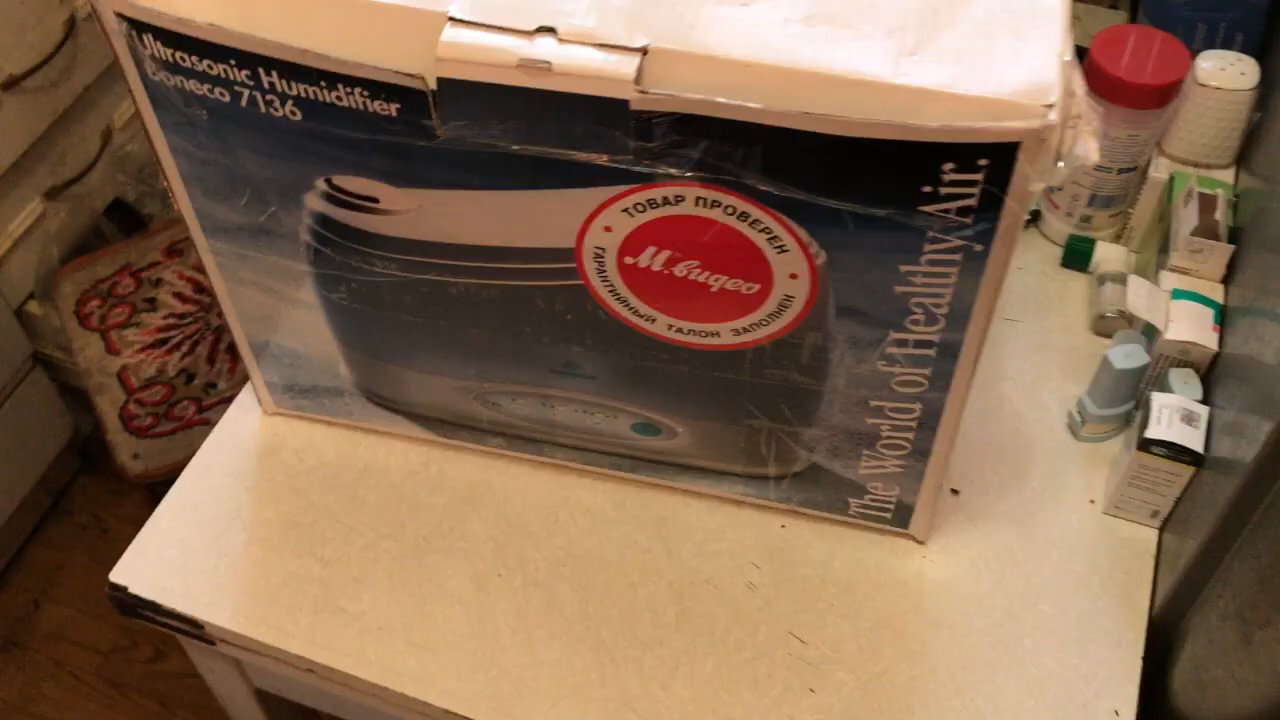 Ultrasonic Humidifier
Boneco 7136
ТОВАР ПРОВЕРЕН
М.видео
ГАРАНТИЙНЫЙ ТАЛОН ЗАПОЛНЕН
The World of Healthy Air.